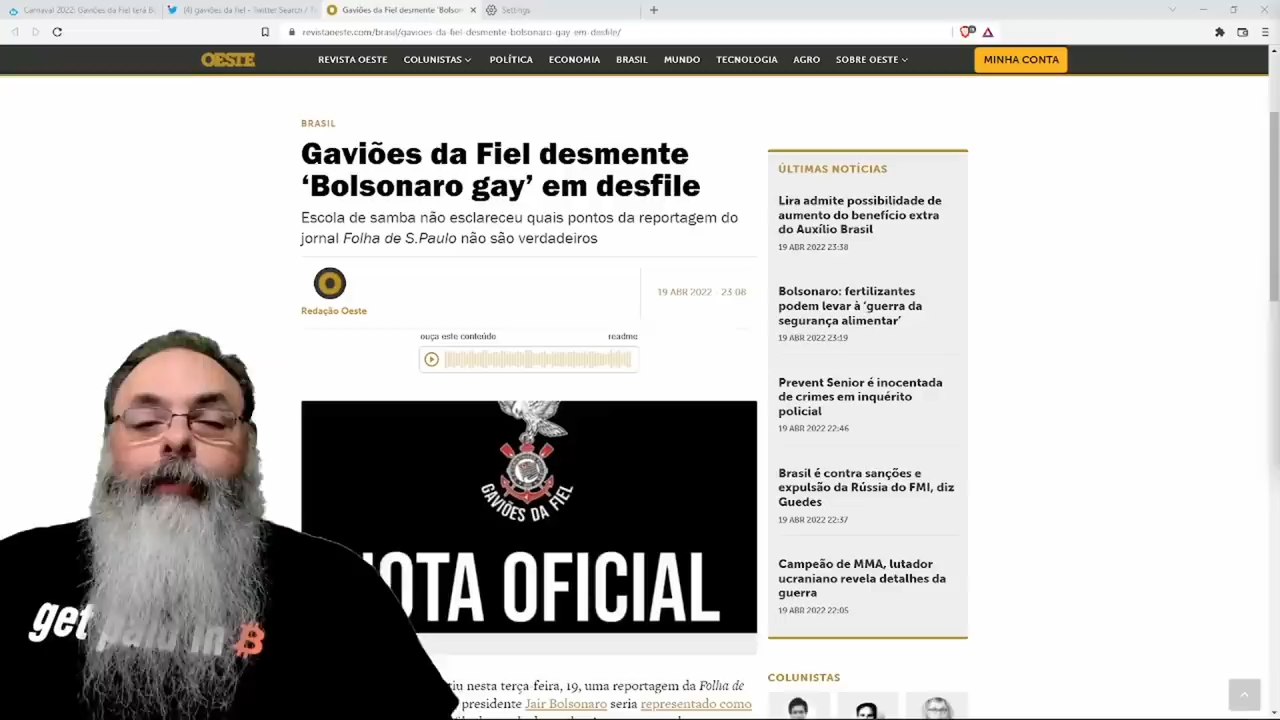 Carnaval 2022: Gaviões da Fiel terá B
(4) gaviões da fiel - Twitter Search / T
Gaviões da Fiel desmente 'Bolson
Settings
revistaoeste.com/brasil/gavioes-da-fiel-desmente-bolsonaro-gay-em-desfile/
OESTE
REVISTA OESTE
COLUNISTAS
POLÍTICA
ECONOMIA
BRASIL
MUNDO
TECNOLOGIA
AGRO
SOBRE OESTE
MINHA CONTA
BRASIL
Gaviões da Fiel desmente
‘Bolsonaro gay’ em desfile
Escola de samba não esclareceu quais pontos da reportagem do
jornal Folha de S.Paulo não são verdadeiros
Redação Oeste
19 ABR 2022 - 23:08
ouça este conteúdo
readme
GAVIÕES DA FIEL
NOTA OFICIAL
get paid in ₿
iu nesta terça-feira, 19, uma reportagem da Folha de
presidente Jair Bolsonaro seria representado como
ÚLTIMAS NOTÍCIAS
Lira admite possibilidade de
aumento do benefício extra
do Auxílio Brasil
19 ABR 2022 23:38
Bolsonaro: fertilizantes
podem levar à ‘guerra da
segurança alimentar’
19 ABR 2022 23:19
Prevent Senior é inocentada
de crimes em inquérito
policial
19 ABR 2022 22:46
Brasil é contra sanções e
expulsão da Rússia do FMI, diz
Guedes
19 ABR 2022 22:37
Campeão de MMA, lutador
ucraniano revela detalhes da
guerra
19 ABR 2022 22:05
COLUNISTAS